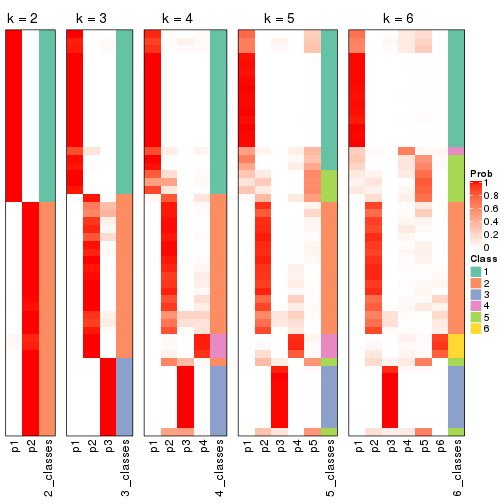 k = 2
k = 3
k = 4
k = 5
k = 6
p1
p2
2_classes
p1
p2
p3
3_classes
p1
p2
p3
p4
4_classes
p1
p2
p3
p4
p5
5_classes
p1
p2
p3
p4
p5
p6
6_classes
Prob
1
0.8
0.6
0.4
0.2
0
Class
1
2
3
4
5
6